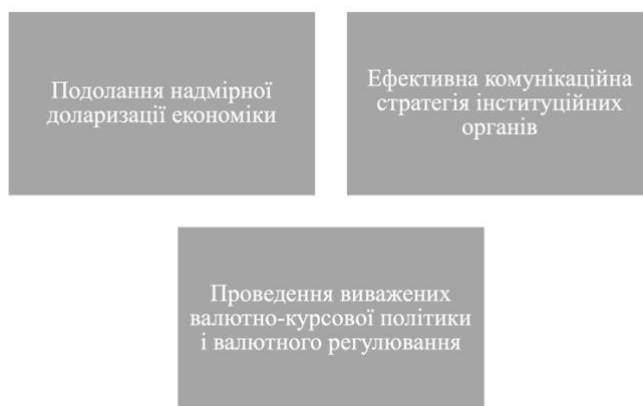 Подолання надмірної
доларизації економіки
Ефективна комунікаційна
стратегія інституційних
органів
Проведення виважених
валютно-курсової політики
і валютного регулювання